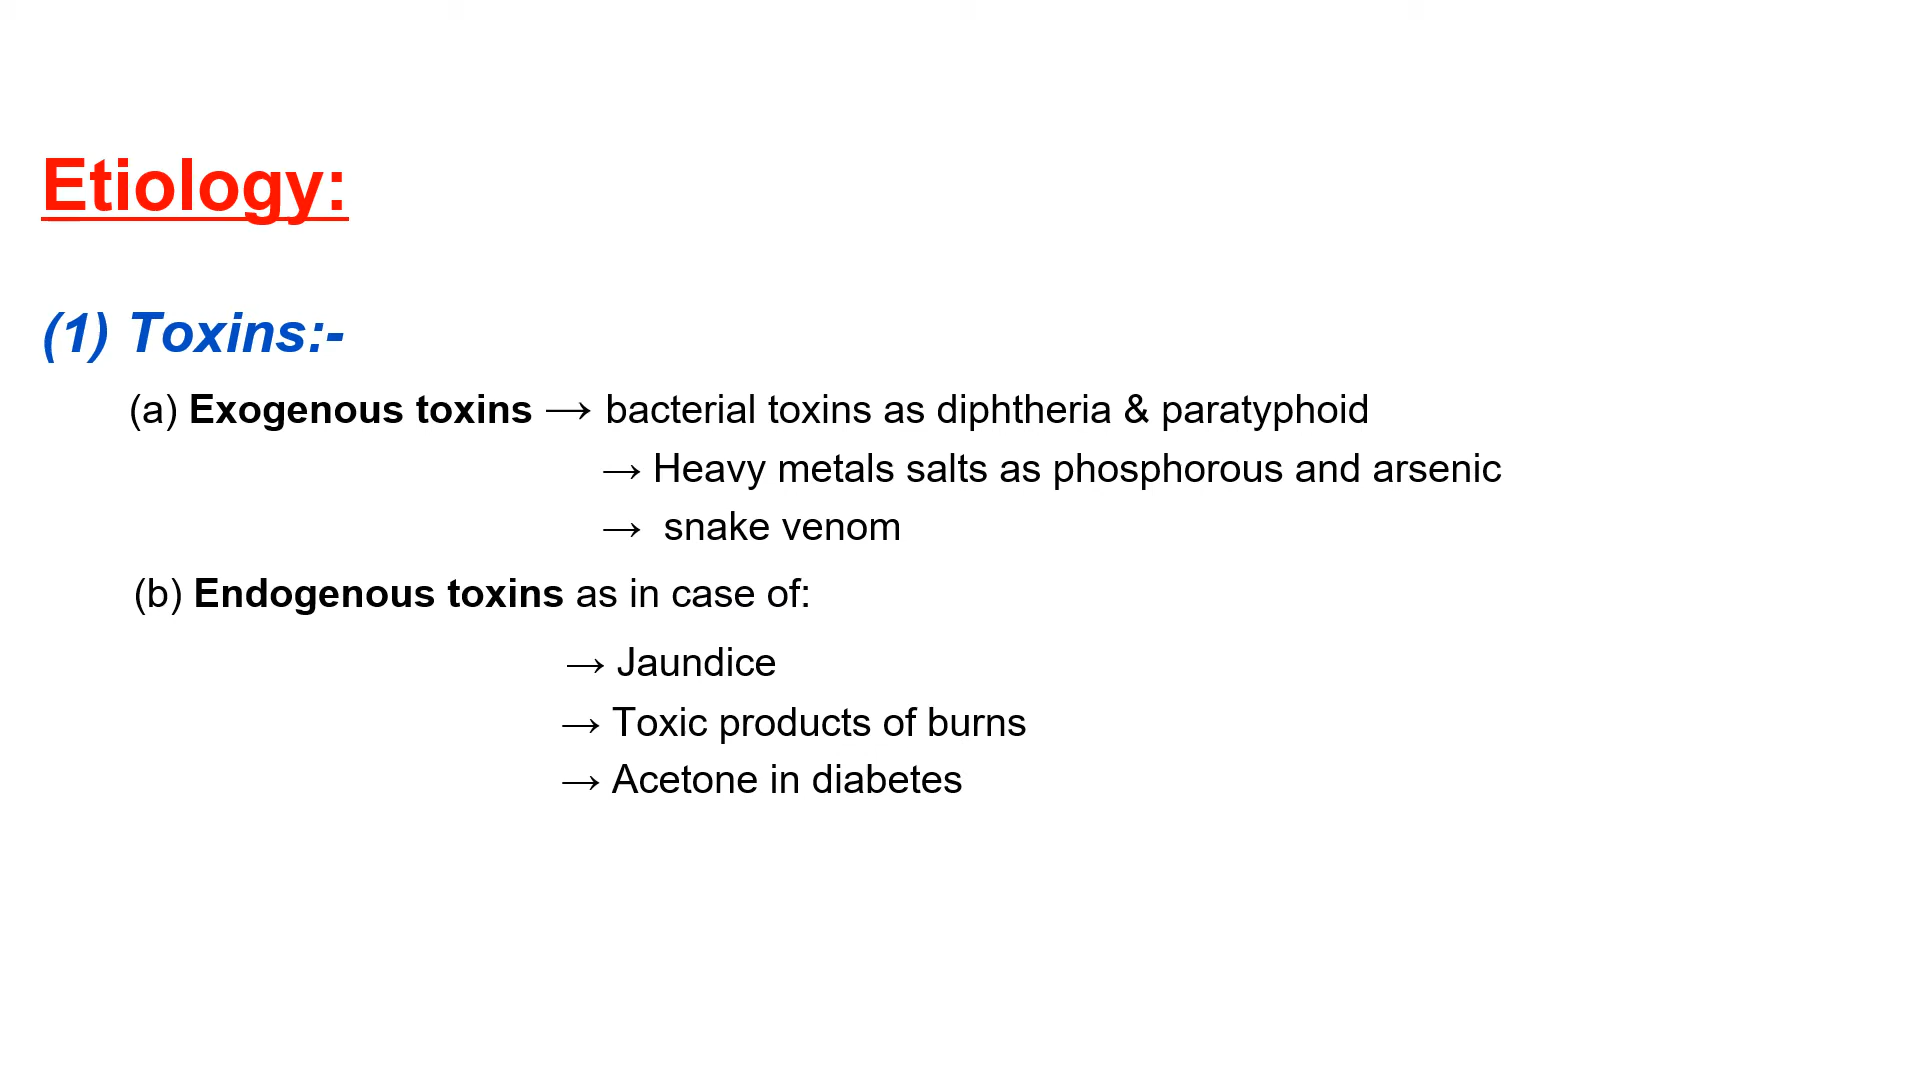 Etiology:
(1) Toxins:-
(a) Exogenous toxins → bacterial toxins as diphtheria & paratyphoid
→ Heavy metals salts as phosphorous and arsenic
→ snake venom
(b) Endogenous toxins as in case of:
→ Jaundice
→ Toxic products of burns
→ Acetone in diabetes